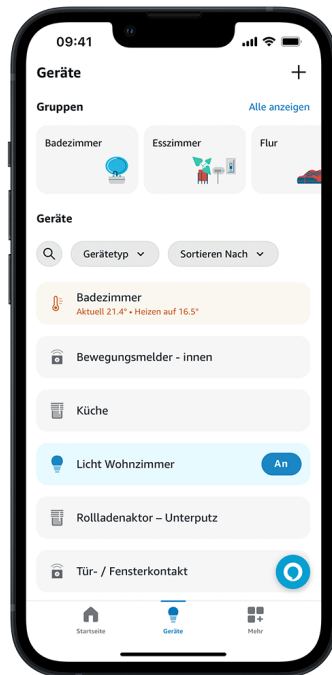 09:41
Geräte
Gruppen
Alle anzeigen
Badezimmer
Esszimmer
Flur
Geräte
Gerätetyp
Sortieren Nach
Badezimmer
Aktuell 21.4° • Heizen auf 16.5°
Bewegungsmelder - innen
Küche
Licht Wohnzimmer
An
Rollladenaktor – Unterputz
Tür- / Fensterkontakt
Startseite
Geräte
Mehr